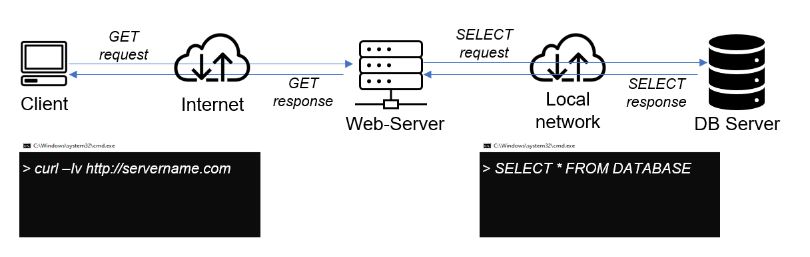 GET
request
SELECT
request
GET
response
SELECT
response
Client
Internet
Web-Server
Local
network
DB Server
C:\Windows\system32\cmd.exe
> curl –lv http://servername.com
C:\Windows\system32\cmd.exe
> SELECT * FROM DATABASE